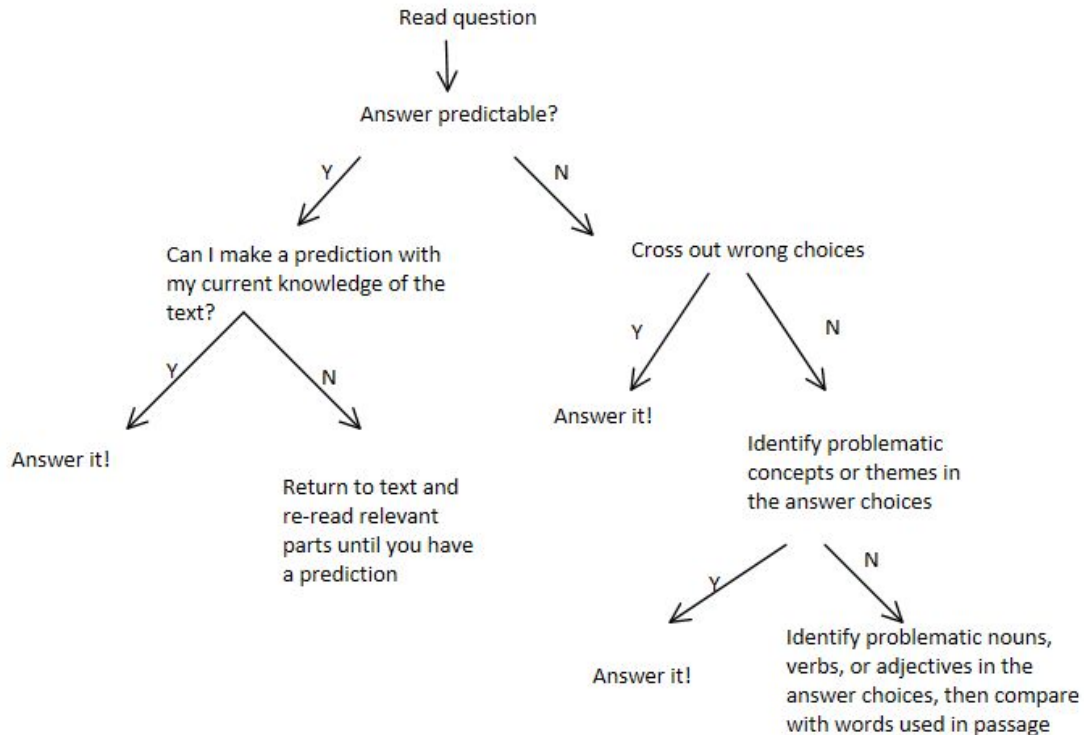 Read question
Answer predictable?
Y
N
Can I make a prediction with
my current knowledge of the
text?
Cross out wrong choices
Y
N
Y
N
Answer it!
Return to text and
re-read relevant
parts until you have
a prediction
Answer it!
Identify problematic
concepts or themes in
the answer choices
Y
N
Answer it!
Identify problematic nouns,
verbs, or adjectives in the
answer choices, then compare
with words used in passage